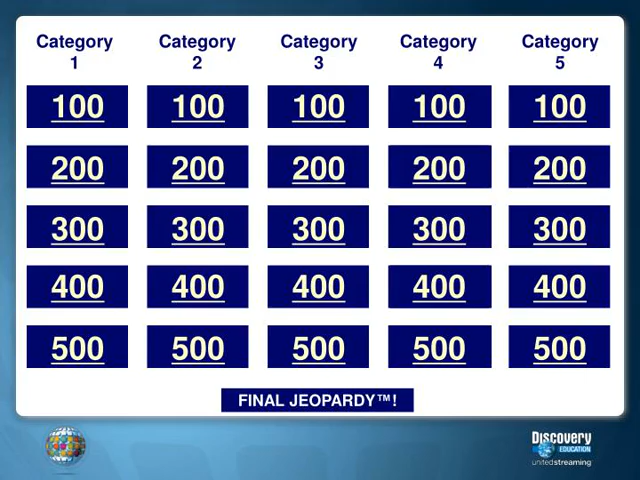 Category Category Category Category Category
1 2 3 4 5
100 100 100 100 100
200 200 200 200 200
300 300 300 300 300
400 400 400 400 400
500 500 500 500 500
FINAL JEOPARDY™!
Discovery
EDUCATION
unitedstreaming